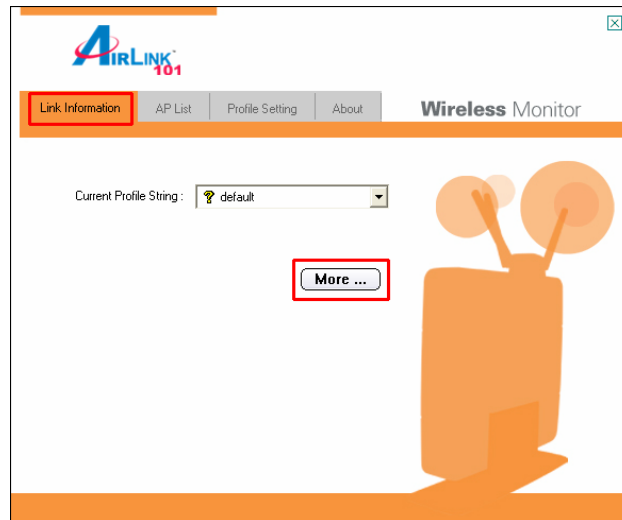 AIRLINK
101
Link Information AP List Profile Setting About Wireless Monitor
Current Profile String : ? default
More ...